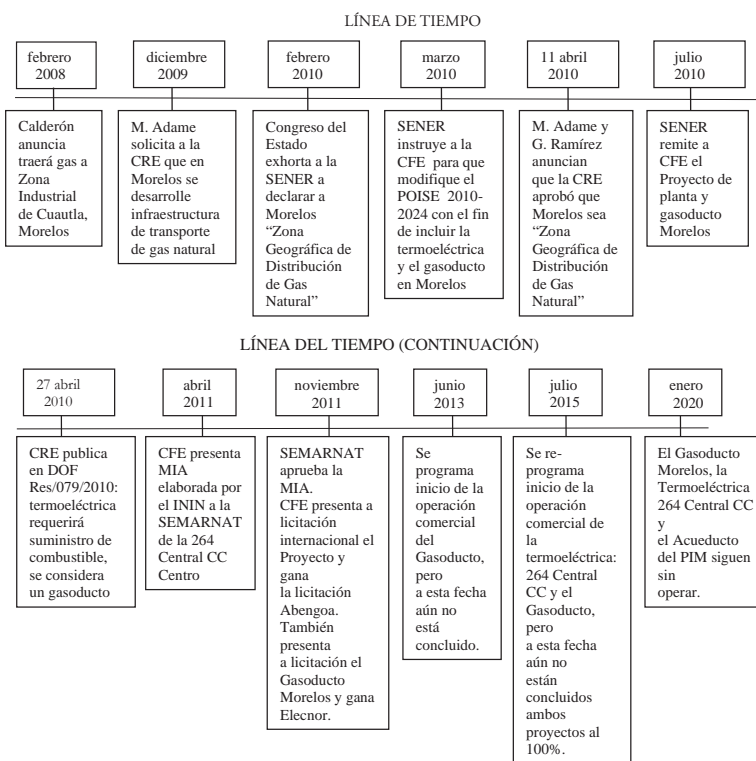 LÍNEA DE TIEMPO
febrero
2008
Calderón
anuncia
traerá gas a
Zona
Industrial
de Cuautla,
Morelos
diciembre
2009
M. Adame
solicita a la
CRE que en
Morelos se
desarrolle
infraestructura
de transporte
de gas natural
febrero
2010
Congreso del
Estado
exhorta a la
SENER a
declarar a
Morelos
“Zona
Geográfica de
Distribución
de Gas
Natural”
marzo
2010
SENER
instruye a la
CFE para que
modifique el
POISE 2010-
2024 con el fin
de incluir la
termoeléctrica
y el gasoducto
en Morelos
11 abril
2010
M. Adame y
G. Ramírez
anuncian
que la CRE
aprobó que
Morelos sea
“Zona
Geográfica de
Distribución
de Gas
Natural”
julio
2010
SENER
remite a
CFE el
Proyecto de
planta y
gasoducto
Morelos
LÍNEA DEL TIEMPO (CONTINUACIÓN)
27 abril
2010
CRE publica
en DOF
Res/079/2010:
termoeléctrica
requerirá
suministro de
combustible,
se considera
un gasoducto
abril
2011
CFE presenta
MIA
elaborada por
el ININ a la
SEMARNAT
de la 264
Central CC
Centro
noviembre
2011
SEMARNAT
aprueba la
MIA.
CFE presenta a
licitación
internacional el
Proyecto y
gana
la licitación
Abengoa.
También
presenta
a licitación el
Gasoducto
Morelos y gana
Elecnor.
junio
2013
Se
programa
inicio de la
operación
comercial
del
Gasoducto,
pero
a esta fecha
aún no
está
concluido.
julio
2015
Se re-
programa
inicio de la
operación
comercial de
la
termoeléctrica:
264 Central
CC y el
Gasoducto,
pero
a esta fecha
aún no
están
concluidos
ambos
proyectos al
100%.
enero
2020
El Gasoducto
Morelos, la
Termoeléctrica
264 Central CC
y
el Acueducto
del PIM siguen
sin
operar.